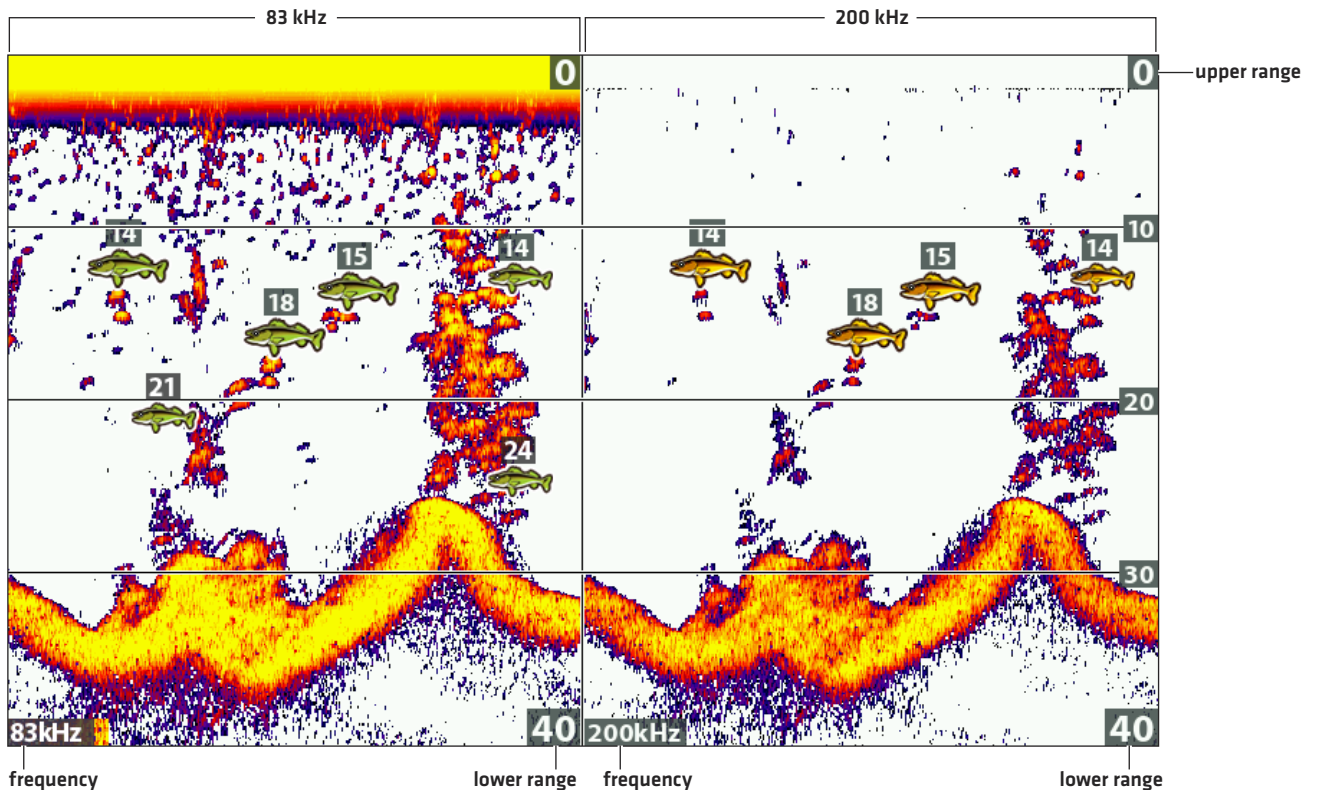 83 kHz
200 kHz
0
0
upper range
10
14
15
14
18
14
15
14
18
21
20
24
30
83kHz
40
200kHz
40
frequency
lower range
frequency
lower range